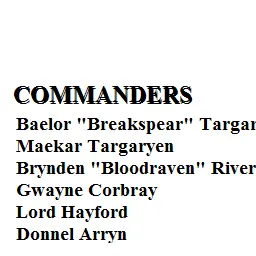 COMMANDERS
Baelor "Breakspear" Targar
Maekar Targaryen
Brynden "Bloodraven" River
Gwayne Corbray
Lord Hayford
Donnel Arryn